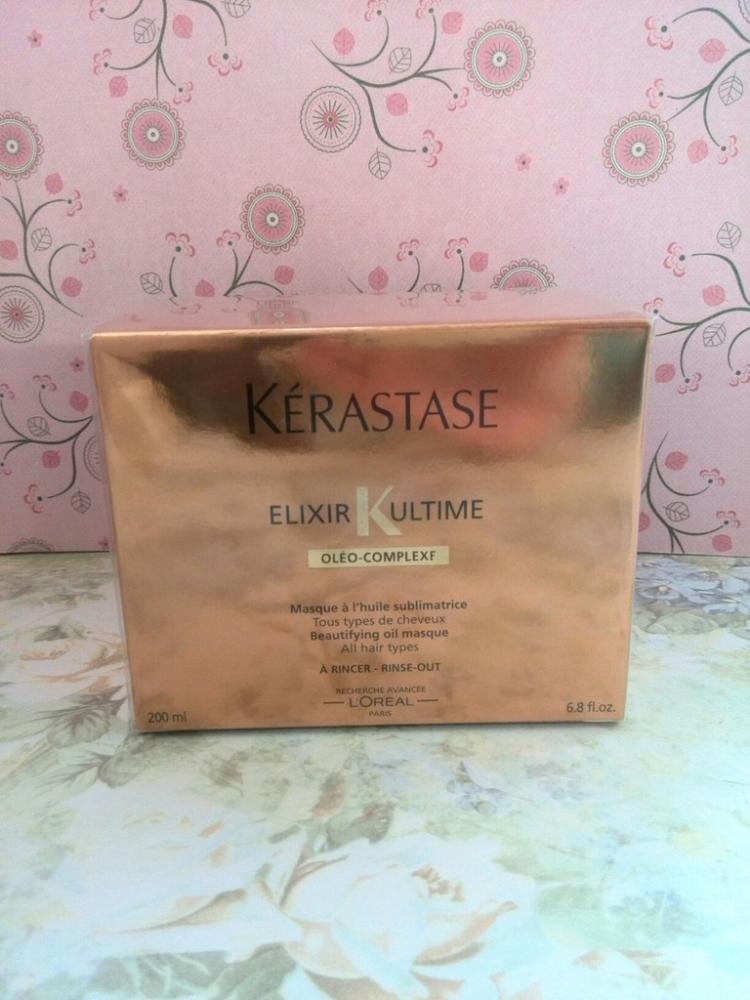 KÉRASTASE
ELIXIR K ULTIME
OLÉO-COMPLEXE
Masque à l'huile sublimatrice
Tous types de cheveux
Beautifying oil masque
All hair types
À RINCER - RINSE-OUT
RECHERCHE AVANCÉE
L'ORÉAL
PARIS
200 ml
6.8 fl.oz.